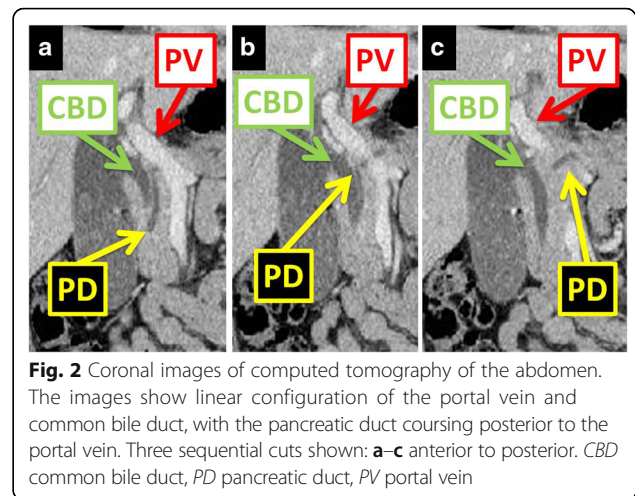 a
PV
CBD
PD
b
PV
CBD
PD
c
PV
CBD
PD
Fig. 2 Coronal images of computed tomography of the abdomen.
The images show linear configuration of the portal vein and
common bile duct, with the pancreatic duct coursing posterior to the
portal vein. Three sequential cuts shown: a–c anterior to posterior. CBD
common bile duct, PD pancreatic duct, PV portal vein